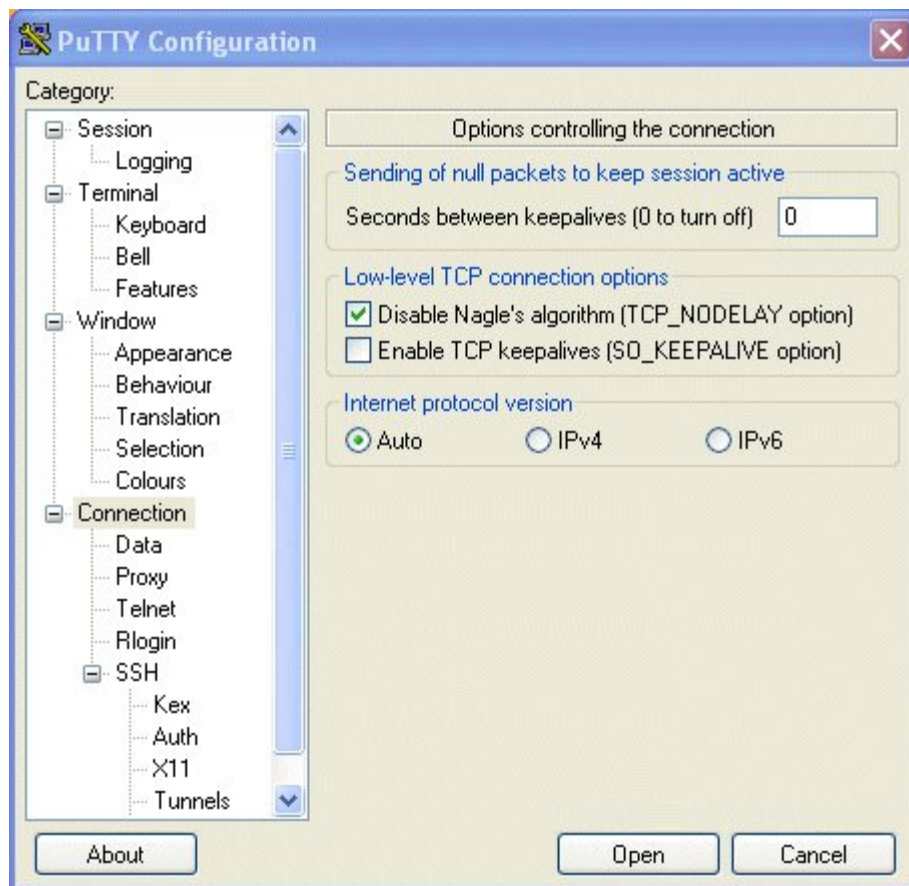 PuTTY Configuration
Category:
Session
Logging
Terminal
Keyboard
Bell
Features
Window
Appearance
Behaviour
Translation
Selection
Colours
Connection
Data
Proxy
Telnet
Rlogin
SSH
Kex
Auth
X11
Tunnels
Options controlling the connection
Sending of null packets to keep session active
Seconds between keepalives (0 to turn off) 0
Low-level TCP connection options
Disable Nagle's algorithm (TCP_NODELAY option)
Enable TCP keepalives (SO_KEEPALIVE option)
Internet protocol version
Auto IPv4 IPv6
About Open Cancel